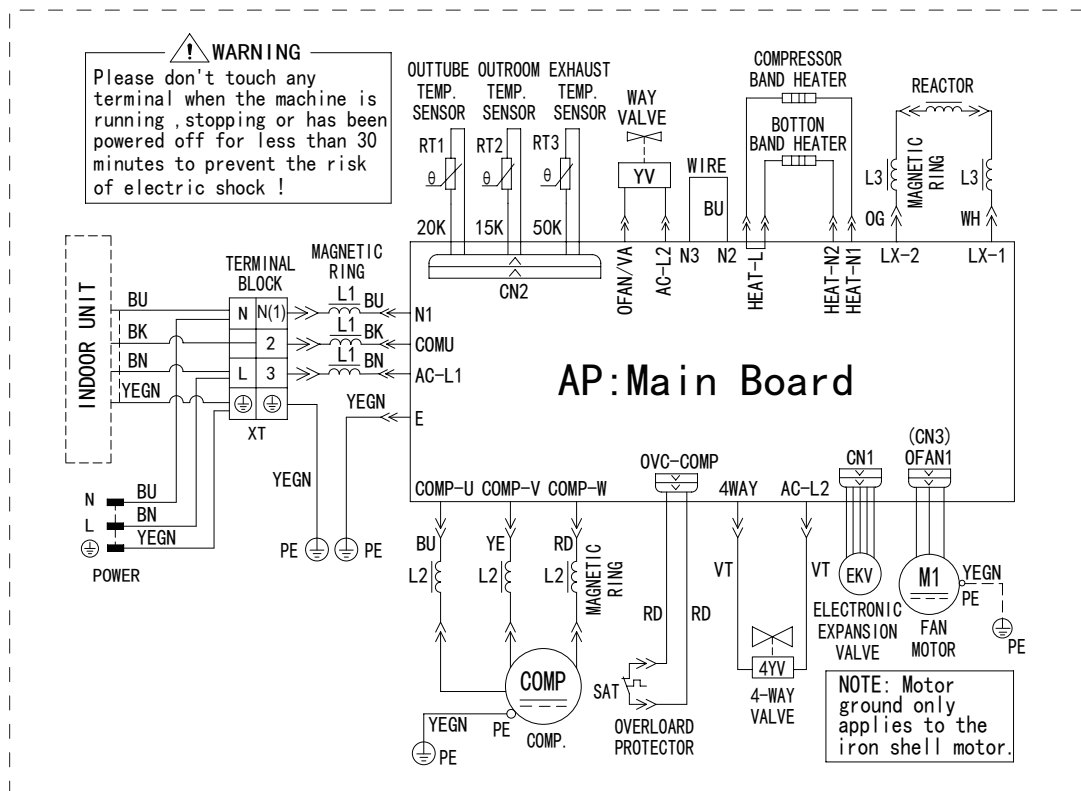 WARNING
Please don't touch any
terminal when the machine is
running ,stopping or has been
powered off for less than 30
minutes to prevent the risk
of electric shock !
OUTTUBE OUTROOM EXHAUST
TEMP. TEMP. TEMP.
SENSOR SENSOR SENSOR
RT1 RT2 RT3
θ θ θ
20K 15K 50K
CN2
WAY
VALVE
YV
OFAN/VA
AC-L2
WIRE
BU
N3 N2
COMPRESSOR
BAND HEATER
BOTTON
BAND HEATER
HEAT-L
HEAT-N2
HEAT-N1
REACTOR
L3
MAGNETIC
RING
L3
OG WH
LX-2 LX-1
INDOOR UNIT
BU
BK
BN
YEGN
TERMINAL
BLOCK
N N(1)
2
L 3
XT
MAGNETIC
RING
L1 BU N1
L1 BK COMU
L1 BN AC-L1
YEGN E
AP:Main Board
YEGN
PE PE
N BU
L BN
YEGN
POWER
COMP-U COMP-V COMP-W
BU YE RD
L2 L2 L2
MAGNETIC
RING
COMP
COMP.
YEGN PE
PE
OVC-COMP
RD RD
SAT
OVERLOARD
PROTECTOR
4WAY AC-L2
VT VT
4YV
4-WAY
VALVE
CN1
EKV
ELECTRONIC
EXPANSION
VALVE
(CN3)
OFAN1
M1
YEGN
PE
PE
FAN
MOTOR
NOTE: Motor
ground only
applies to the
iron shell motor.